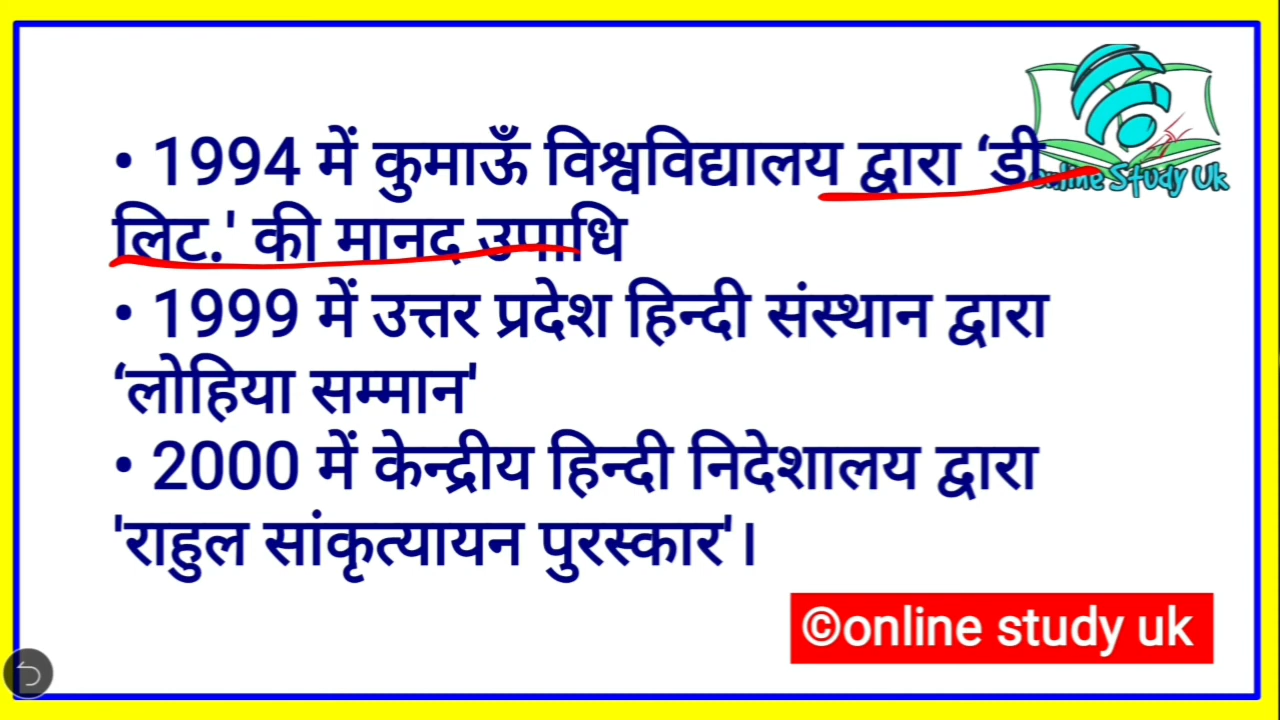 • 1994 में कुमाऊँ विश्वविद्यालय द्वारा ‘डी
लिट.' की मानद उपाधि
• 1999 में उत्तर प्रदेश हिन्दी संस्थान द्वारा
‘लोहिया सम्मान'
• 2000 में केन्द्रीय हिन्दी निदेशालय द्वारा
'राहुल सांकृत्यायन पुरस्कार'।
Online Study Uk
©online study uk